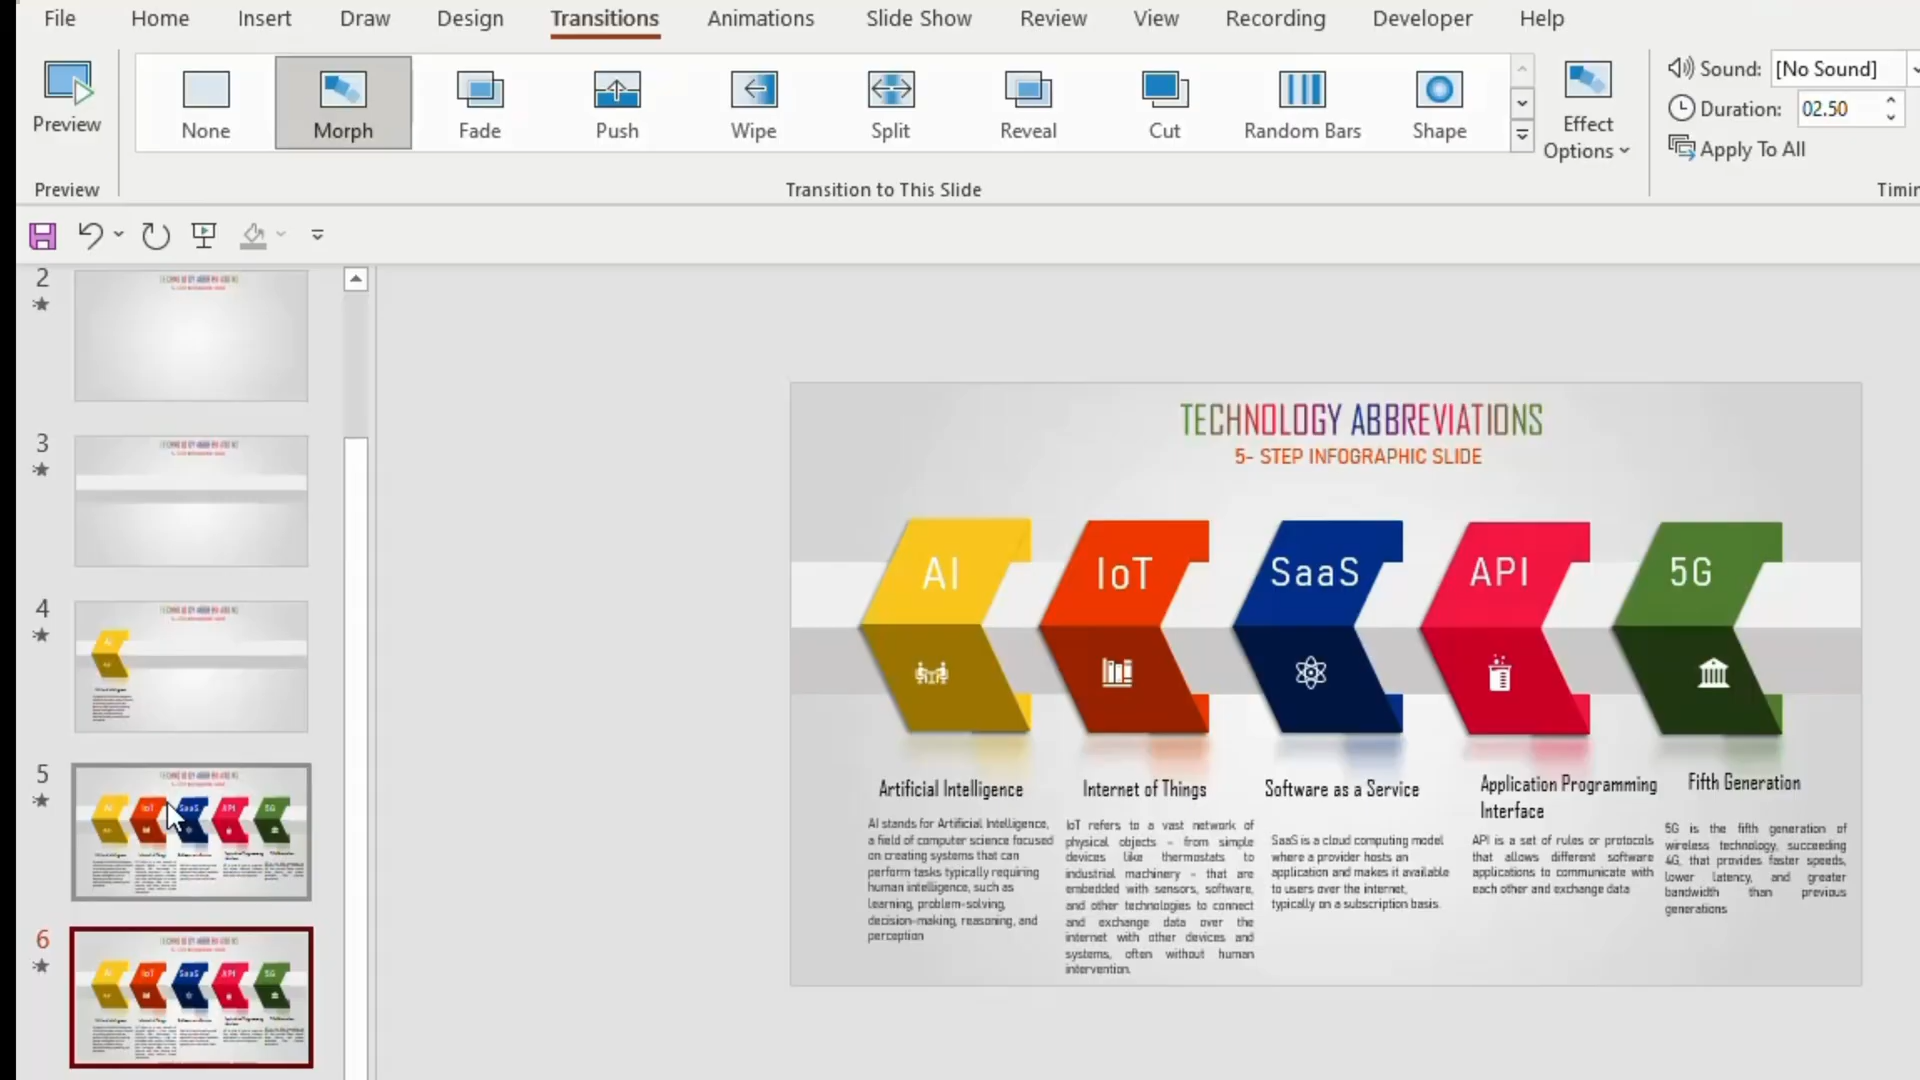 File Home Insert Draw Design Transitions Animations Slide Show Review View Recording Developer Help
Preview
None Morph Fade Push Wipe Split Reveal Cut Random Bars Shape
Effect
Options
Sound: [No Sound]
Duration: 02.50
Apply To All
Preview
Transition to This Slide
Timin
2
3
4
5
6
TECHNOLOGY ABBREVIATIONS
5- STEP INFOGRAPHIC SLIDE
AI
IoT
SaaS
API
5G
Artificial Intelligence
AI stands for Artificial Intelligence,
a field of computer science focused
on creating systems that can
perform tasks typically requiring
human intelligence, such as
learning, problem-solving,
decision-making, reasoning, and
perception
Internet of Things
IoT refers to a vast network of
physical objects - from simple
devices like thermostats to
industrial machinery - that are
embedded with sensors, software,
and other technologies to connect
and exchange data over the
internet with other devices and
systems, often without human
intervention.
Software as a Service
SaaS is a cloud computing model
where a provider hosts an
application and makes it available
to users over the internet,
typically on a subscription basis.
Application Programming
Interface
API is a set of rules or protocols
that allows different software
applications to communicate with
each other and exchange data
Fifth Generation
5G is the fifth generation of
wireless technology, succeeding
4G, that provides faster speeds,
lower latency, and greater
bandwidth than previous
generations